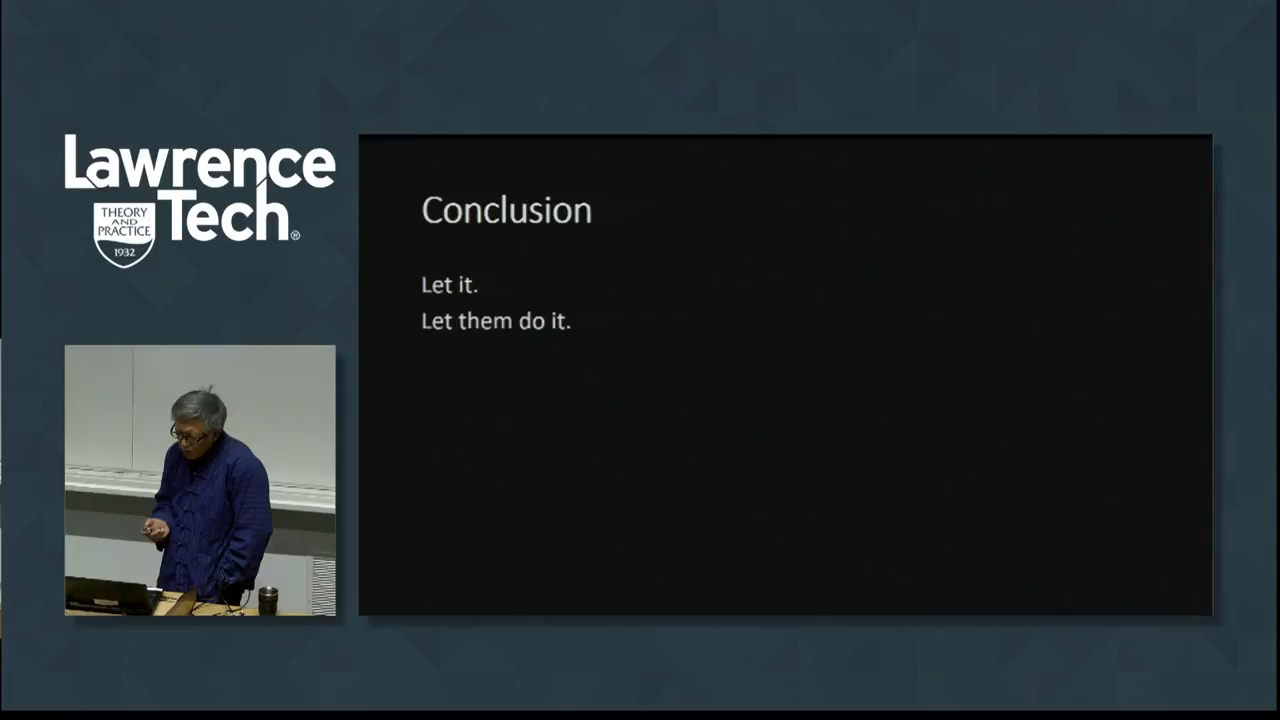 Lawrence
Tech®
THEORY
AND
PRACTICE
1932
Conclusion
Let it.
Let them do it.